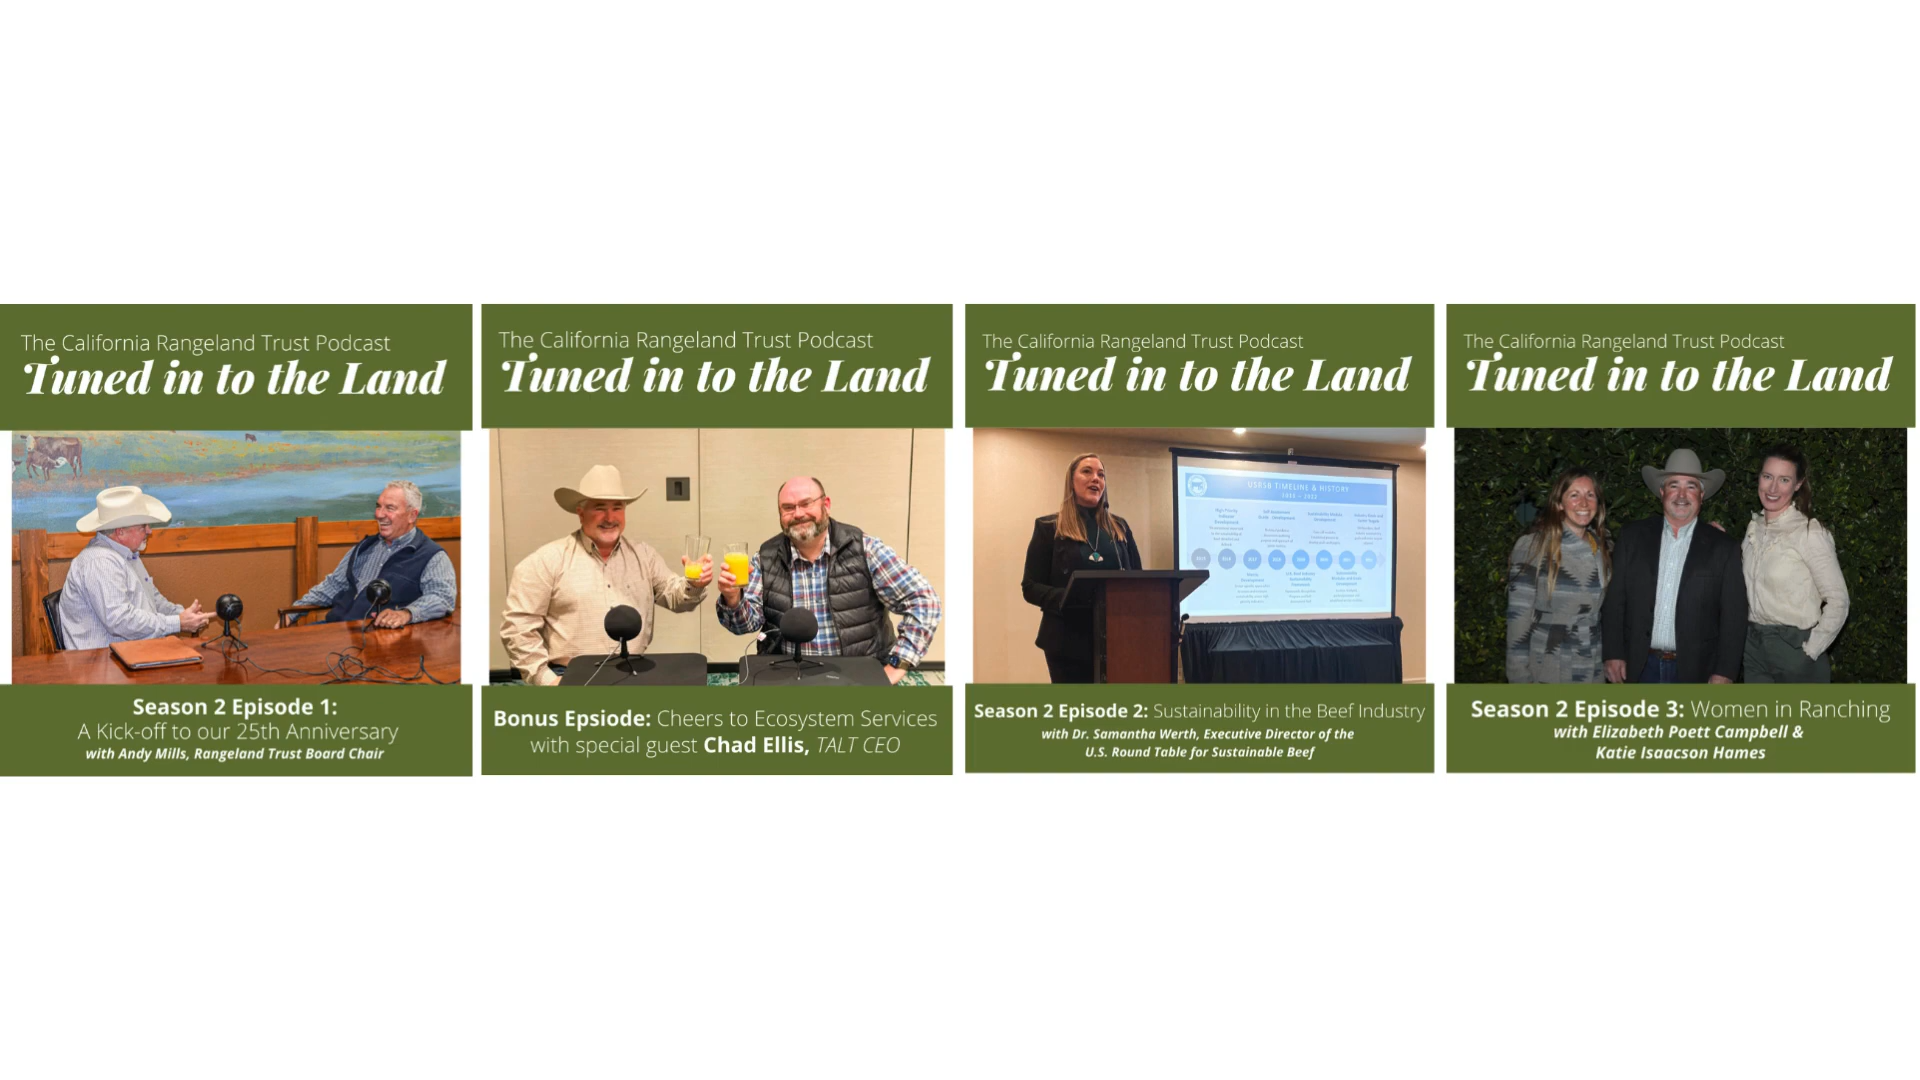 The California Rangeland Trust Podcast
Tuned in to the Land
Season 2 Episode 1:
A Kick-off to our 25th Anniversary
with Andy Mills, Rangeland Trust Board Chair
The California Rangeland Trust Podcast
Tuned in to the Land
Bonus Epsiode: Cheers to Ecosystem Services
with special guest Chad Ellis, TALT CEO
The California Rangeland Trust Podcast
Tuned in to the Land
USRSB TIMELINE & HISTORY
Season 2 Episode 2: Sustainability in the Beef Industry
with Dr. Samantha Werth, Executive Director of the
U.S. Round Table for Sustainable Beef
The California Rangeland Trust Podcast
Tuned in to the Land
Season 2 Episode 3: Women in Ranching
with Elizabeth Poett Campbell &
Katie Isaacson Hames